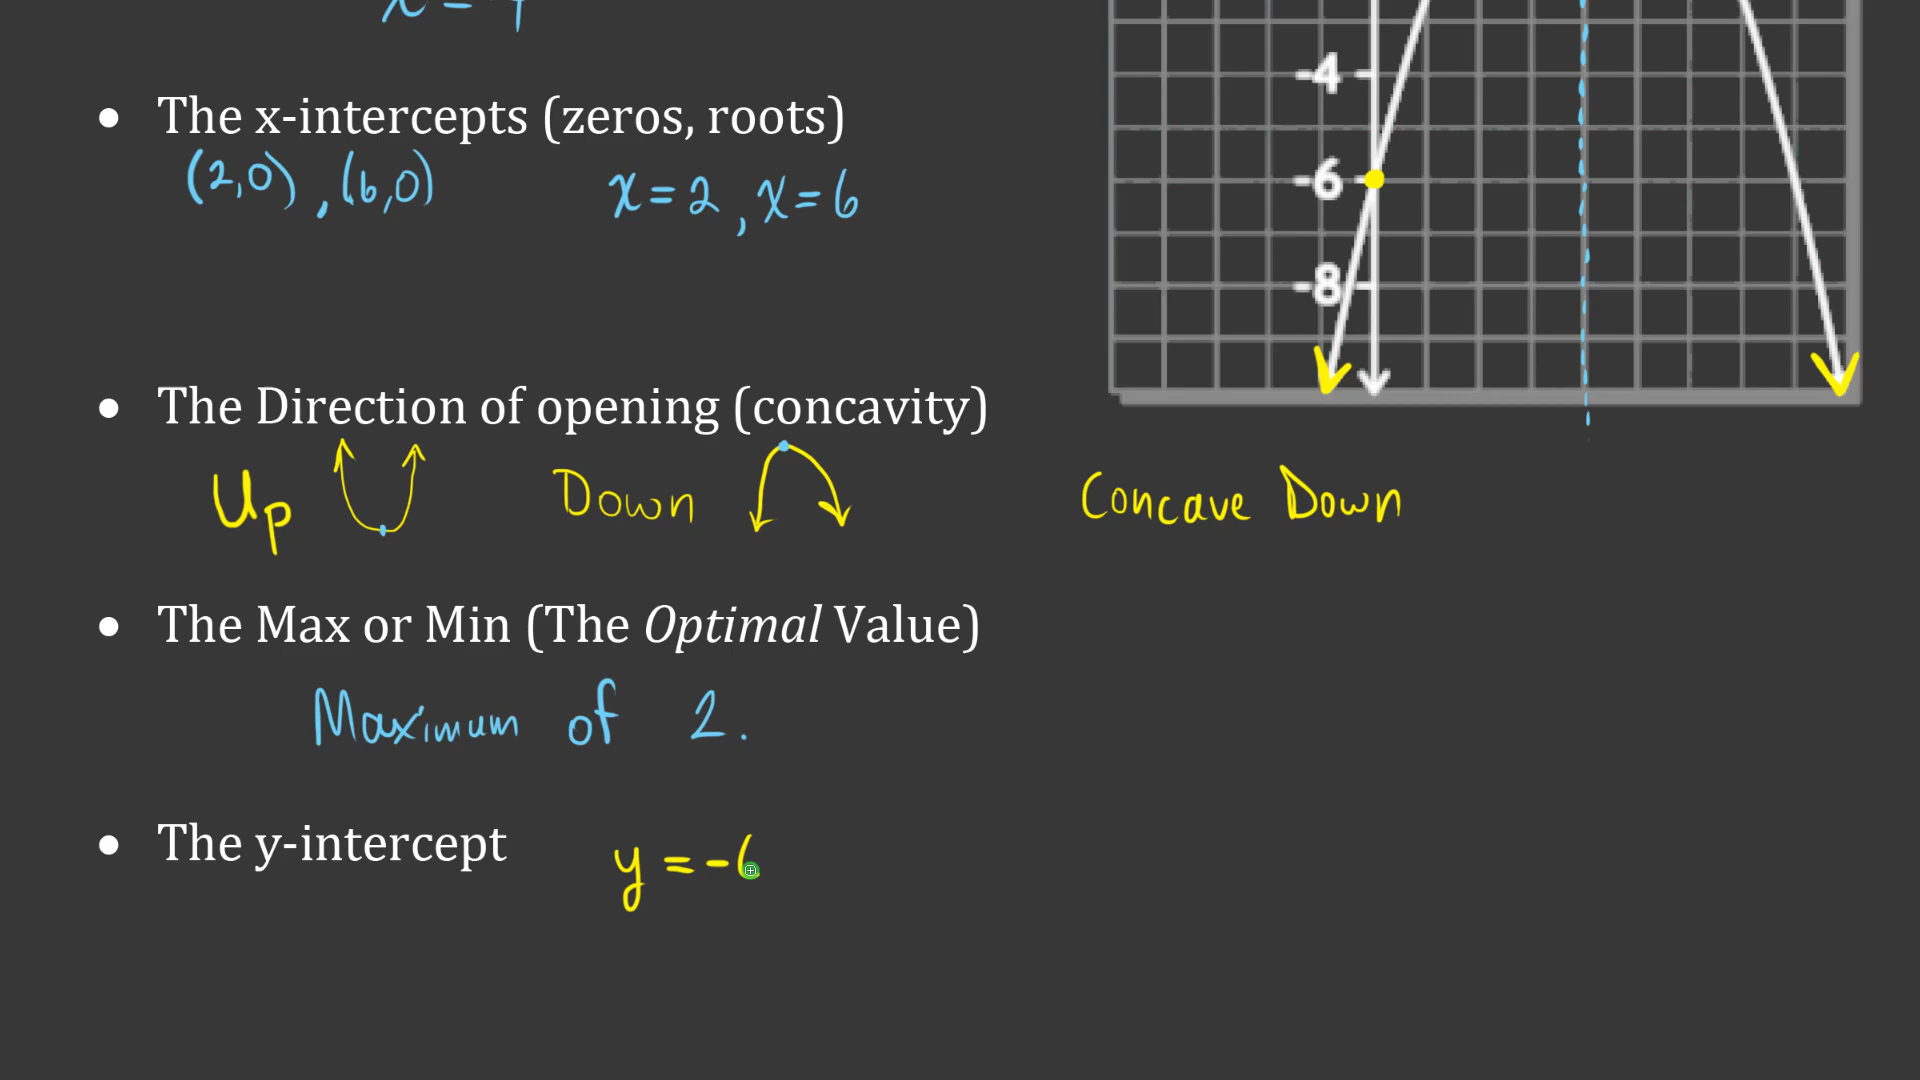 x = 4
-4
• The x-intercepts (zeros, roots)
(2,0), (6,0) x = 2, x = 6
-6
-8
• The Direction of opening (concavity)
Up Down Concave Down
• The Max or Min (The Optimal Value)
Maximum of 2.
• The y-intercept y = -6